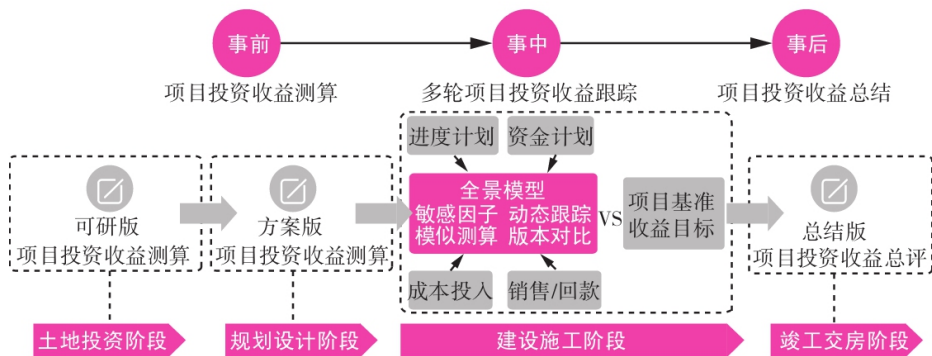 事前
事中
事后
项目投资收益测算
多轮项目投资收益跟踪
项目投资收益总结
进度计划
资金计划
可研版
项目投资收益测算
方案版
项目投资收益测算
全景模型
敏感因子 动态跟踪
模似测算 版本对比
VS
项目基准
收益目标
总结版
项目投资收益总评
成本投入
销售/回款
土地投资阶段
规划设计阶段
建设施工阶段
竣工交房阶段